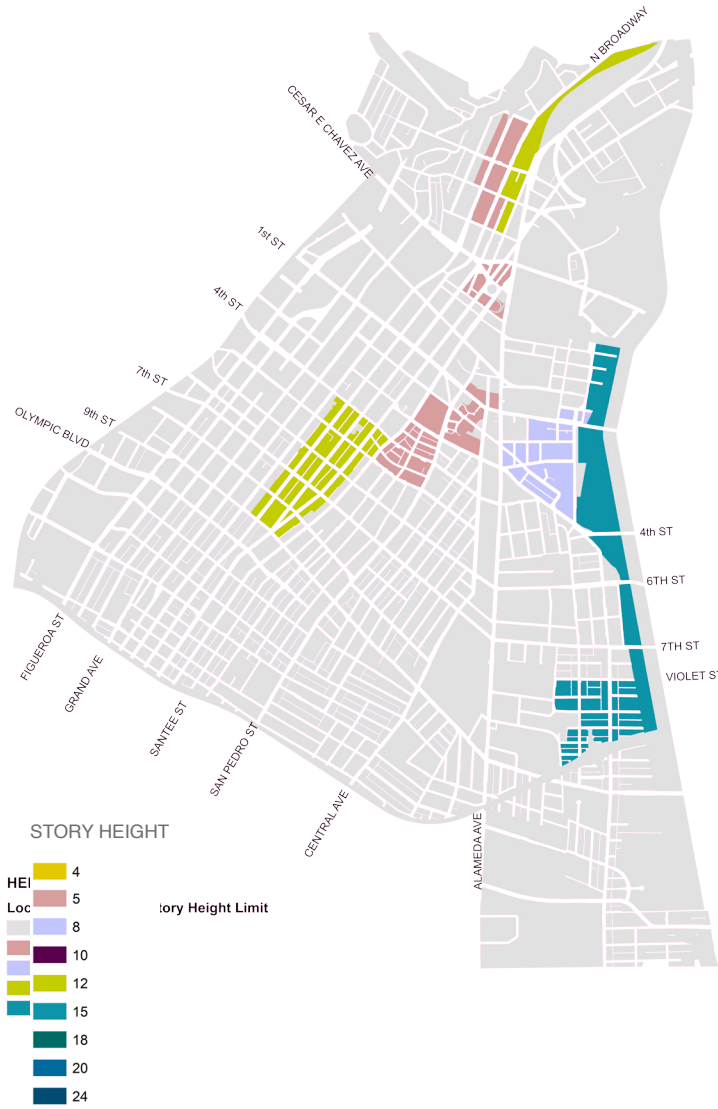 N BROADWAY
CESAR E CHAVEZ AVE
1st ST
4th ST
7th ST
9th ST
OLYMPIC BLVD
4th ST
6TH ST
7TH ST
VIOLET ST
FIGUEROA ST
GRAND AVE
SANTEE ST
SAN PEDRO ST
CENTRAL AVE
ALAMEDA AVE
STORY HEIGHT
4
HEI
5
Loc tory Height Limit
8
10
12
15
18
20
24